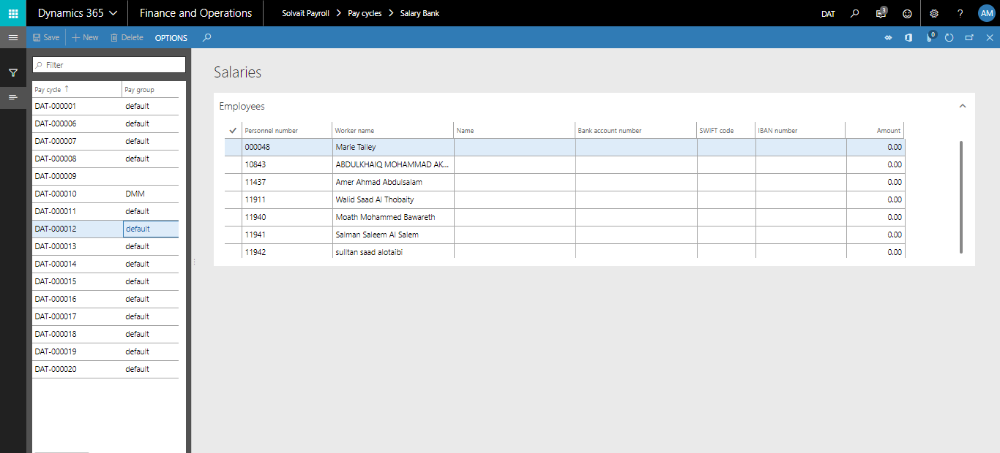 Dynamics 365 Finance and Operations Solvait Payroll Pay cycles Salary Bank DAT 3 ? AM
Save New Delete OPTIONS 0
Filter
Pay cycle Pay group
DAT-000001 default
DAT-000006 default
DAT-000007 default
DAT-000008 default
DAT-000009
DAT-000010 DMM
DAT-000011 default
DAT-000012 default
DAT-000013 default
DAT-000014 default
DAT-000015 default
DAT-000016 default
DAT-000017 default
DAT-000018 default
DAT-000019 default
DAT-000020 default
Salaries
Employees
Personnel number Worker name Name Bank account number SWIFT code IBAN number Amount
000048 Marie Talley 0.00
10843 ABDULKHAIQ MOHAMMAD AK... 0.00
11437 Amer Ahmad Abdulsalam 0.00
11911 Walid Saad Al Thobaity 0.00
11940 Moath Mohammed Bawareth 0.00
11941 Salman Saleem Al Salem 0.00
11942 sulltan saad alotaibi 0.00